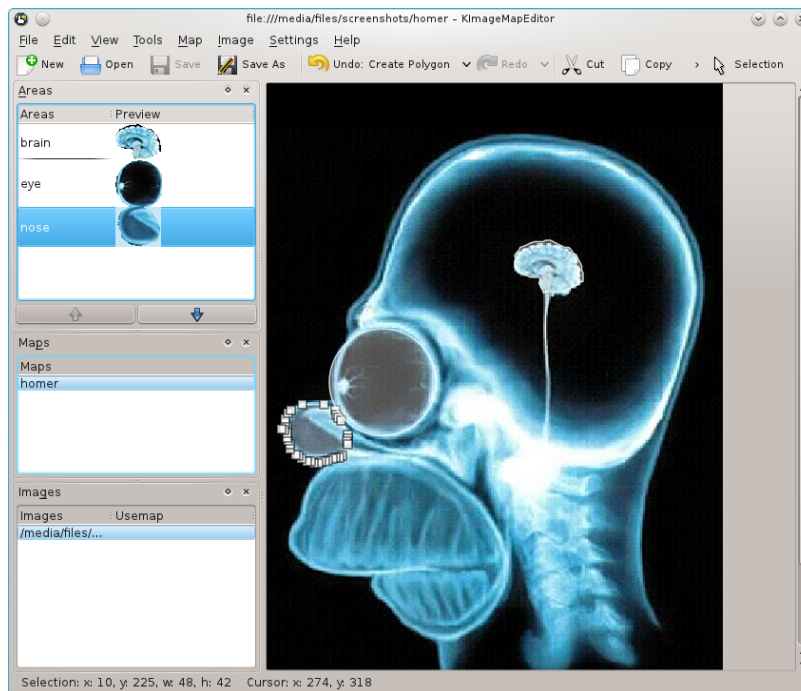 file:///media/files/screenshots/homer – KImageMapEditor
File Edit View Tools Map Image Settings Help
New Open Save Save As Undo: Create Polygon Redo Cut Copy › Selection
Areas
Areas Preview
brain
eye
nose
Maps
Maps
homer
Images
Images Usemap
/media/files/...
Selection: x: 10, y: 225, w: 48, h: 42 Cursor: x: 274, y: 318